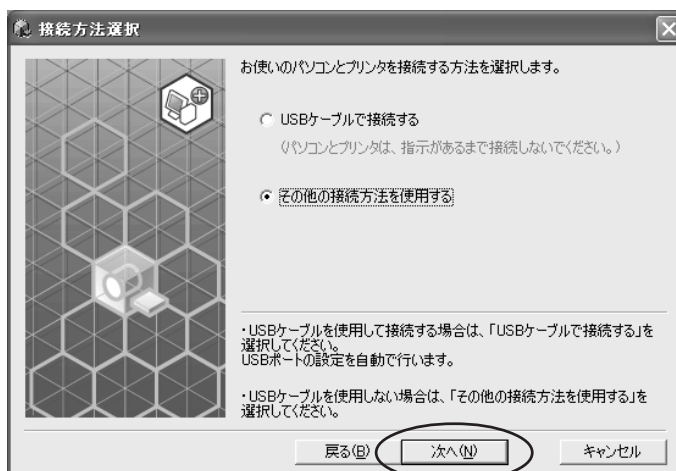 接続方法選択
お使いのパソコンとプリンタを接続する方法を選択します。
USBケーブルで接続する
(パソコンとプリンタは、指示があるまで接続しないでください。)
その他の接続方法を使用する
・USBケーブルを使用して接続する場合は、「USBケーブルで接続する」を
選択してください。
USBポートの設定を自動で行います。
・USBケーブルを使用しない場合は、「その他の接続方法を使用する」を
選択してください。
戻る(B) 次へ(N) キャンセル